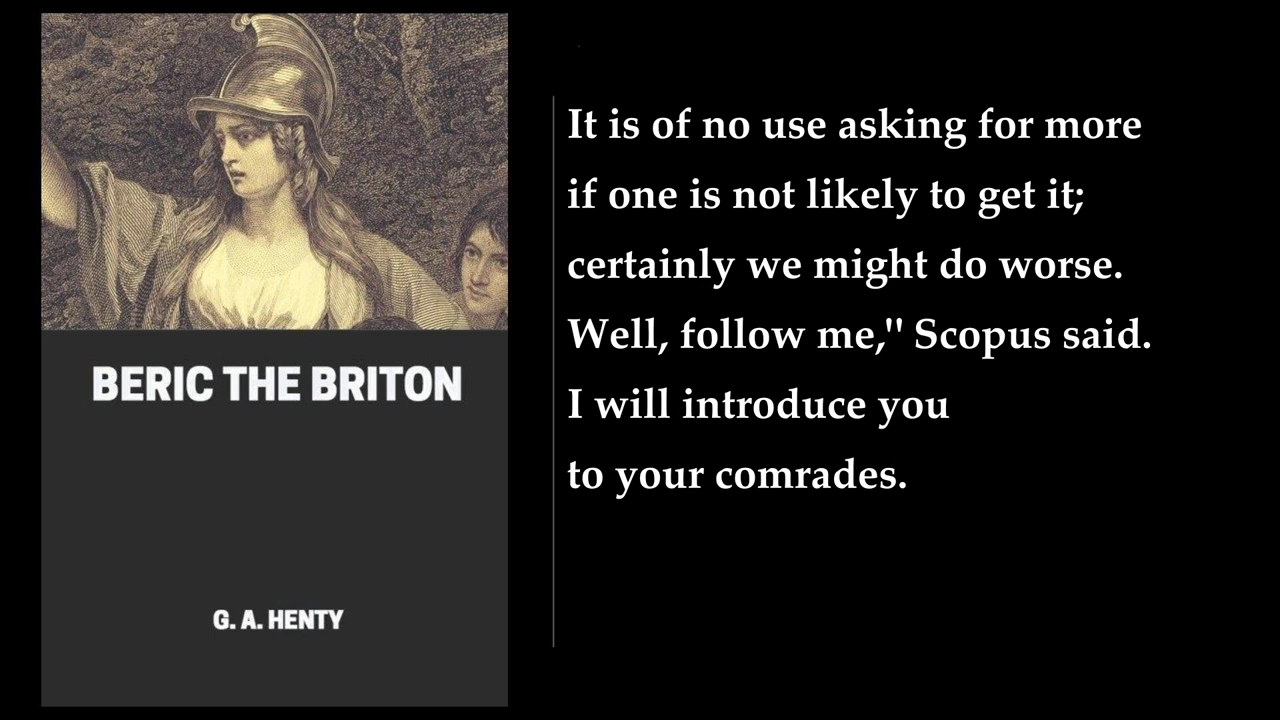 BERIC THE BRITON
G. A. HENTY
It is of no use asking for more
if one is not likely to get it;
certainly we might do worse.
Well, follow me," Scopus said.
I will introduce you
to your comrades.